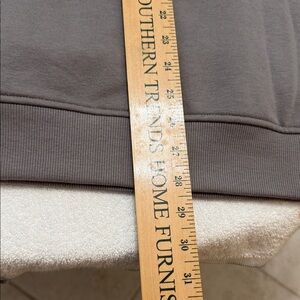 OUTHERN TRENDS HOME FURNIS
22 23 24 25 26 27 28 29 30 31